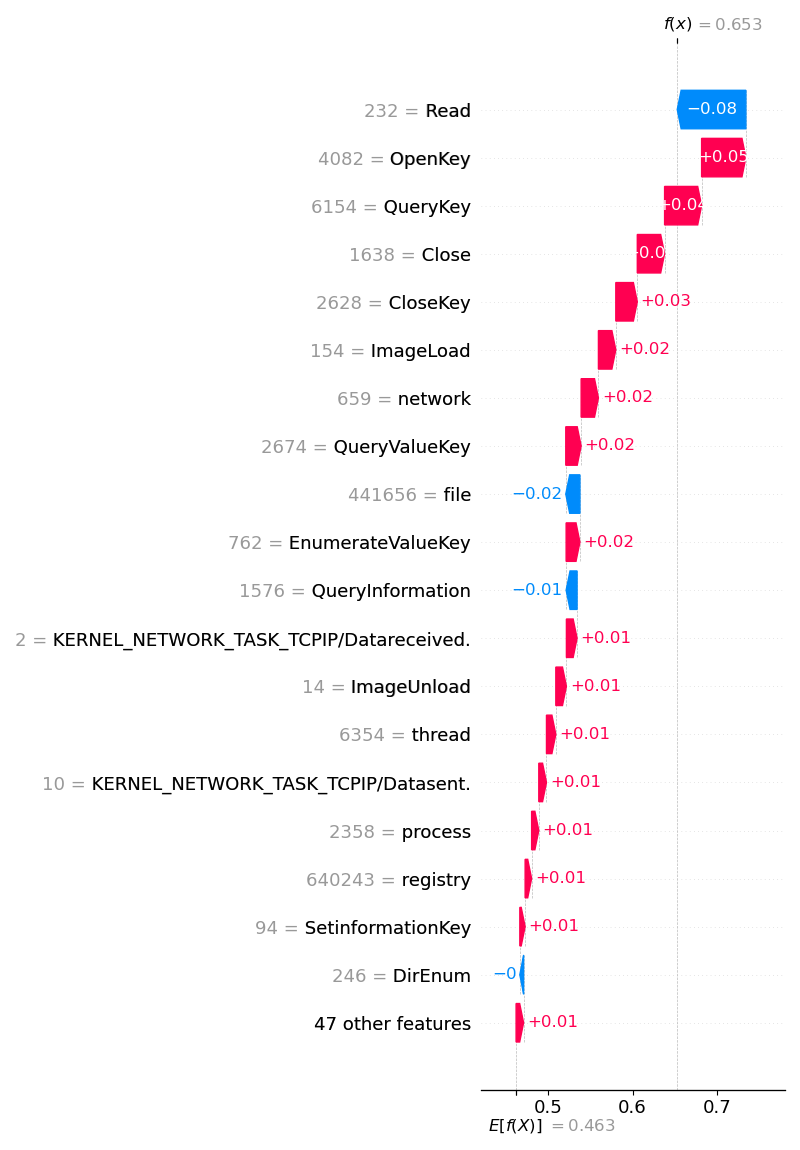 f(x) = 0.653
232 = Read −0.08
4082 = OpenKey +0.05
6154 = QueryKey +0.04
1638 = Close
2628 = CloseKey +0.03
154 = ImageLoad +0.02
659 = network +0.02
2674 = QueryValueKey +0.02
441656 = file −0.02
762 = EnumerateValueKey +0.02
1576 = QueryInformation −0.01
2 = KERNEL_NETWORK_TASK_TCPIP/Datareceived. +0.01
14 = ImageUnload +0.01
6354 = thread +0.01
10 = KERNEL_NETWORK_TASK_TCPIP/Datasent. +0.01
2358 = process +0.01
640243 = registry +0.01
94 = SetinformationKey +0.01
246 = DirEnum −0
47 other features +0.01
0.5 0.6 0.7
E[f(X)] = 0.463